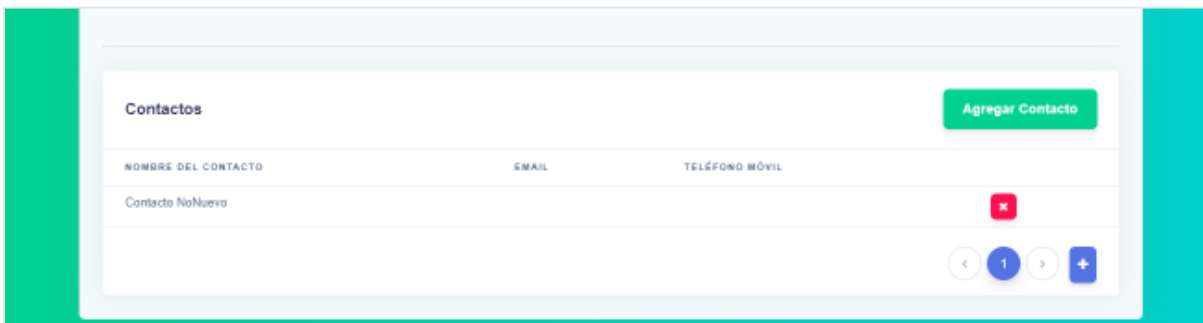 Contactos
Agregar Contacto
NOMBRE DEL CONTACTO EMAIL TELÉFONO MÓVIL
Contacto NoNuevo
1